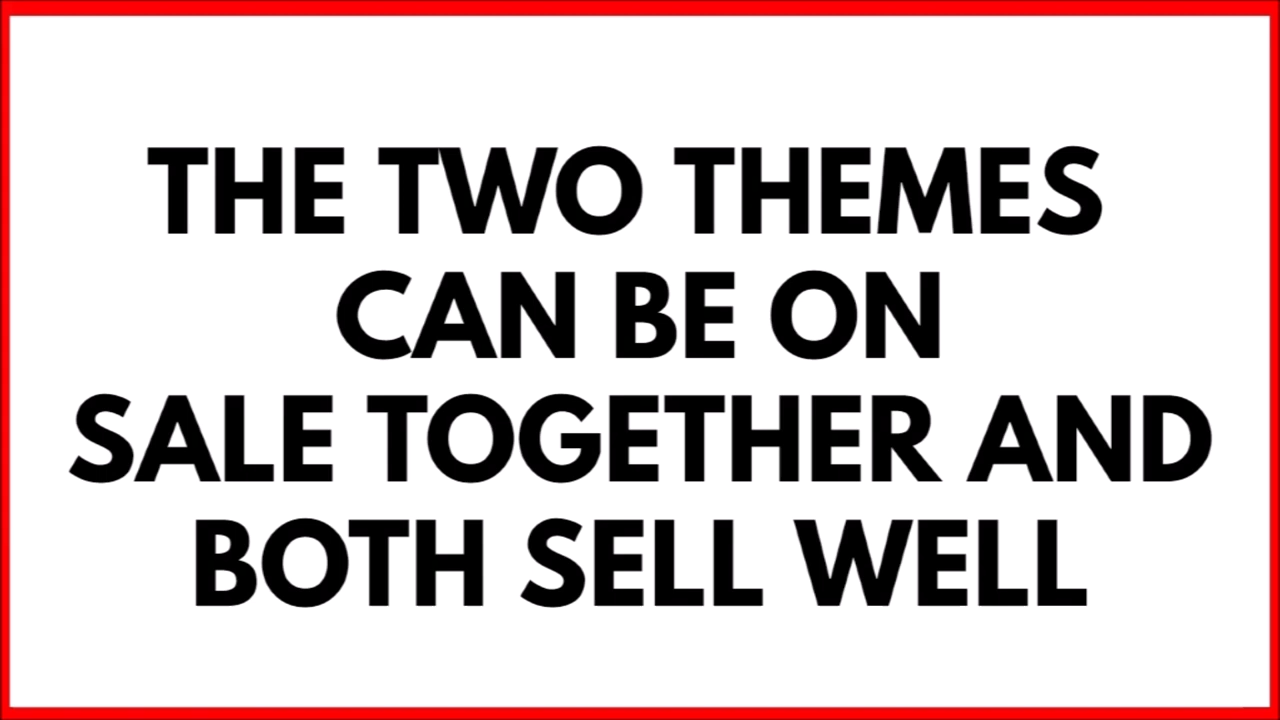 THE TWO THEMES
CAN BE ON
SALE TOGETHER AND
BOTH SELL WELL